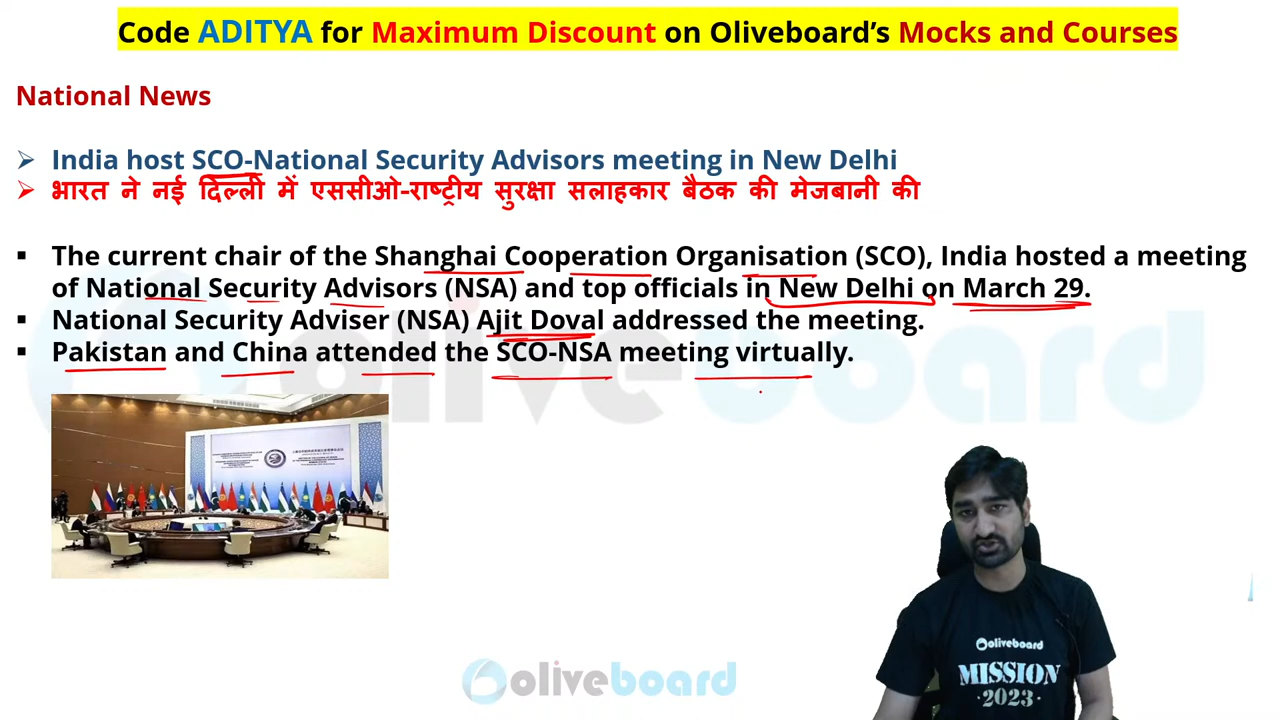 Code ADITYA for Maximum Discount on Oliveboard’s Mocks and Courses
National News
➢ India host SCO-National Security Advisors meeting in New Delhi
➢ भारत ने नई दिल्ली में एससीओ-राष्ट्रीय सुरक्षा सलाहकार बैठक की मेजबानी की
▪ The current chair of the Shanghai Cooperation Organisation (SCO), India hosted a meeting
of National Security Advisors (NSA) and top officials in New Delhi on March 29.
▪ National Security Adviser (NSA) Ajit Doval addressed the meeting.
▪ Pakistan and China attended the SCO-NSA meeting virtually.
oliveboard
oliveboard
MISSION
·2023·
oliveboard